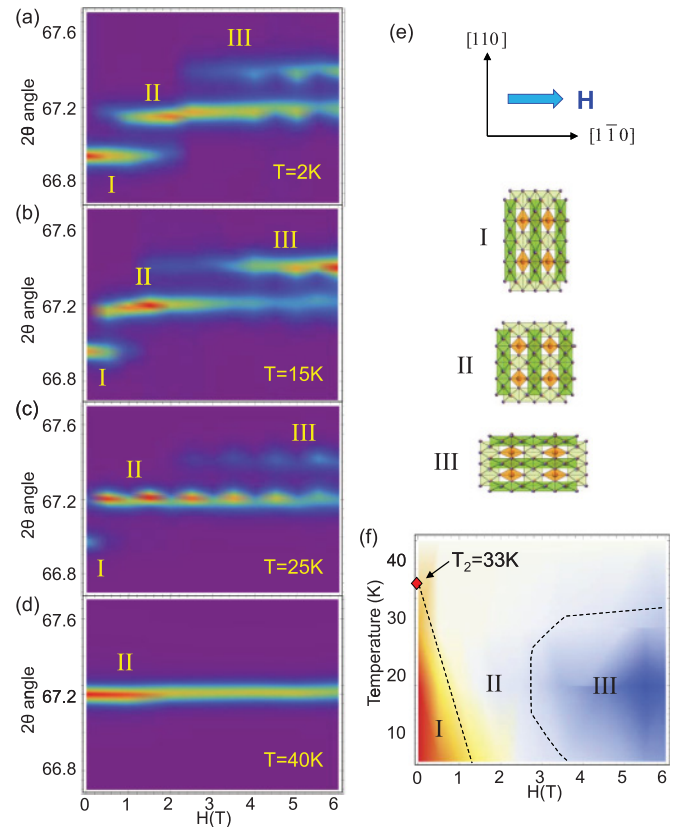 (a)
67.6
III
2θ angle
67.2
II
66.8
I
T=2K
(b)
67.6
III
2θ angle
II
67.2
66.8
I
T=15K
(c)
67.6
III
2θ angle
II
67.2
66.8
I
T=25K
(d)
67.6
2θ angle
II
67.2
66.8
T=40K
0 1 2 3 4 5 6
H(T)
(e)
[110]
H
[1 1̅ 0]
I
II
III
(f)
T₂=33K
Temperature (K)
40
30
20
10
I
II
III
0 1 2 3 4 5 6
H(T)